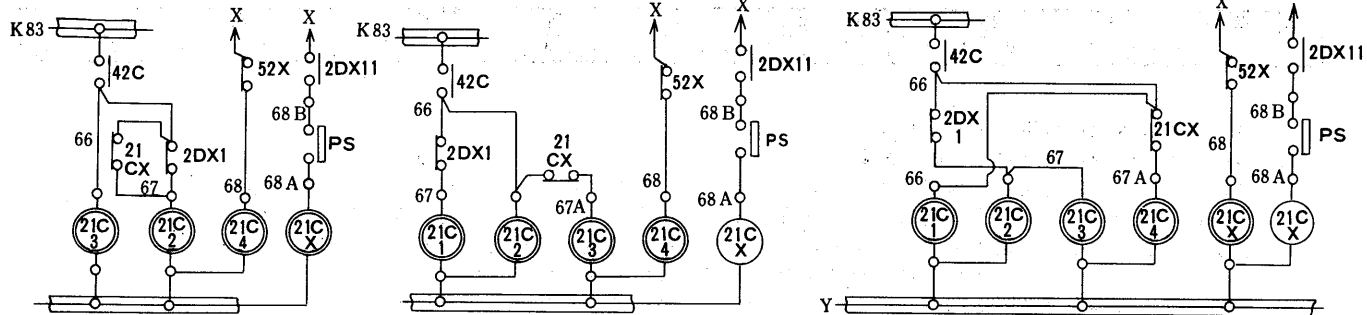 X
X
K83
42C
52X
2DX11
66
68B
21
CX
2DX1
PS
67
68
68A
21C
3
21C
2
21C
4
21C
X
X
X
K83
42C
52X
2DX11
66
68B
2DX1
21
CX
PS
67
67A
68
68A
21C
1
21C
2
21C
3
21C
4
21C
X
X
K83
42C
52X
2DX11
66
2DX
1
21CX
68B
PS
66
67
67A
68
68A
21C
1
21C
2
21C
3
21C
4
21C
X
21C
X
Y